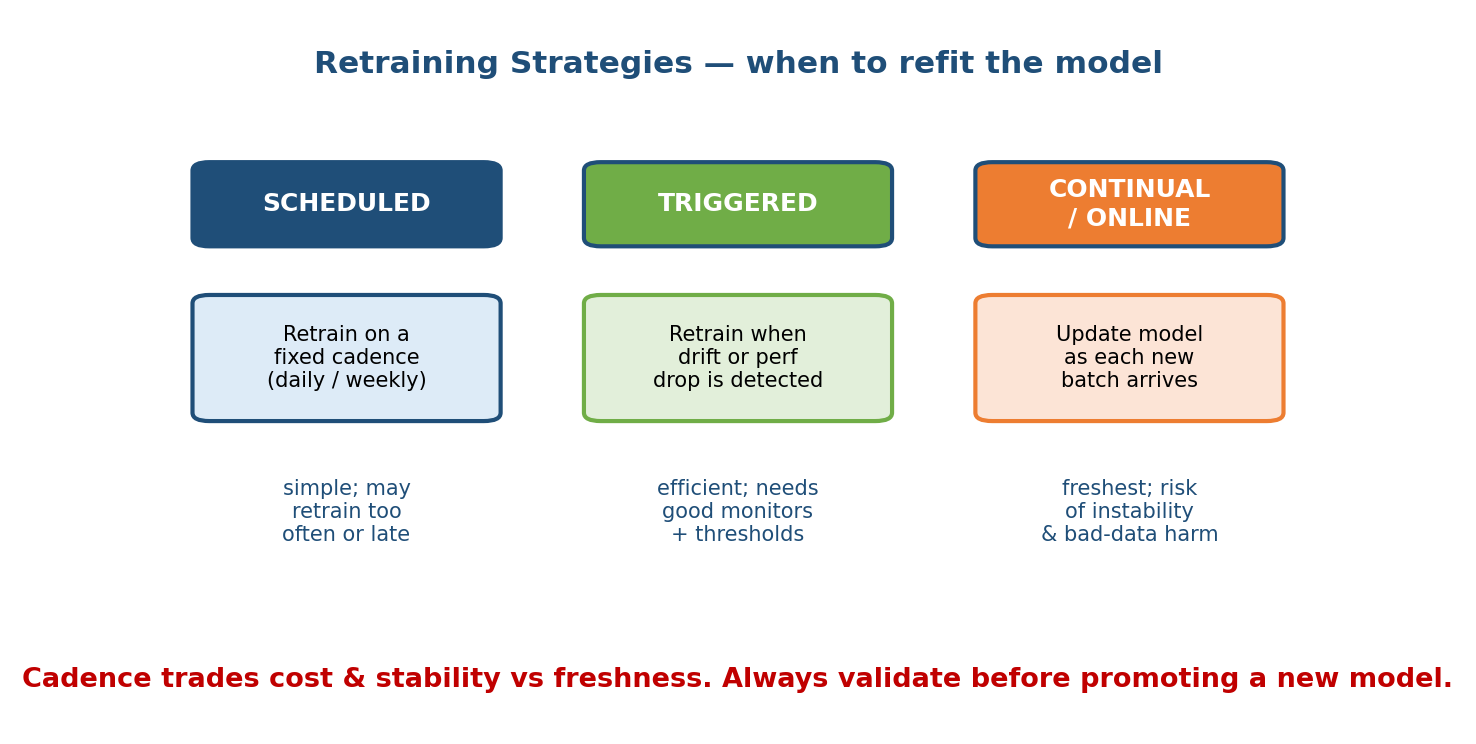 Retraining Strategies — when to refit the model
SCHEDULED
TRIGGERED
CONTINUAL
/ ONLINE
Retrain on a
fixed cadence
(daily / weekly)
Retrain when
drift or perf
drop is detected
Update model
as each new
batch arrives
simple; may
retrain too
often or late
efficient; needs
good monitors
+ thresholds
freshest; risk
of instability
& bad-data harm
Cadence trades cost & stability vs freshness. Always validate before promoting a new model.